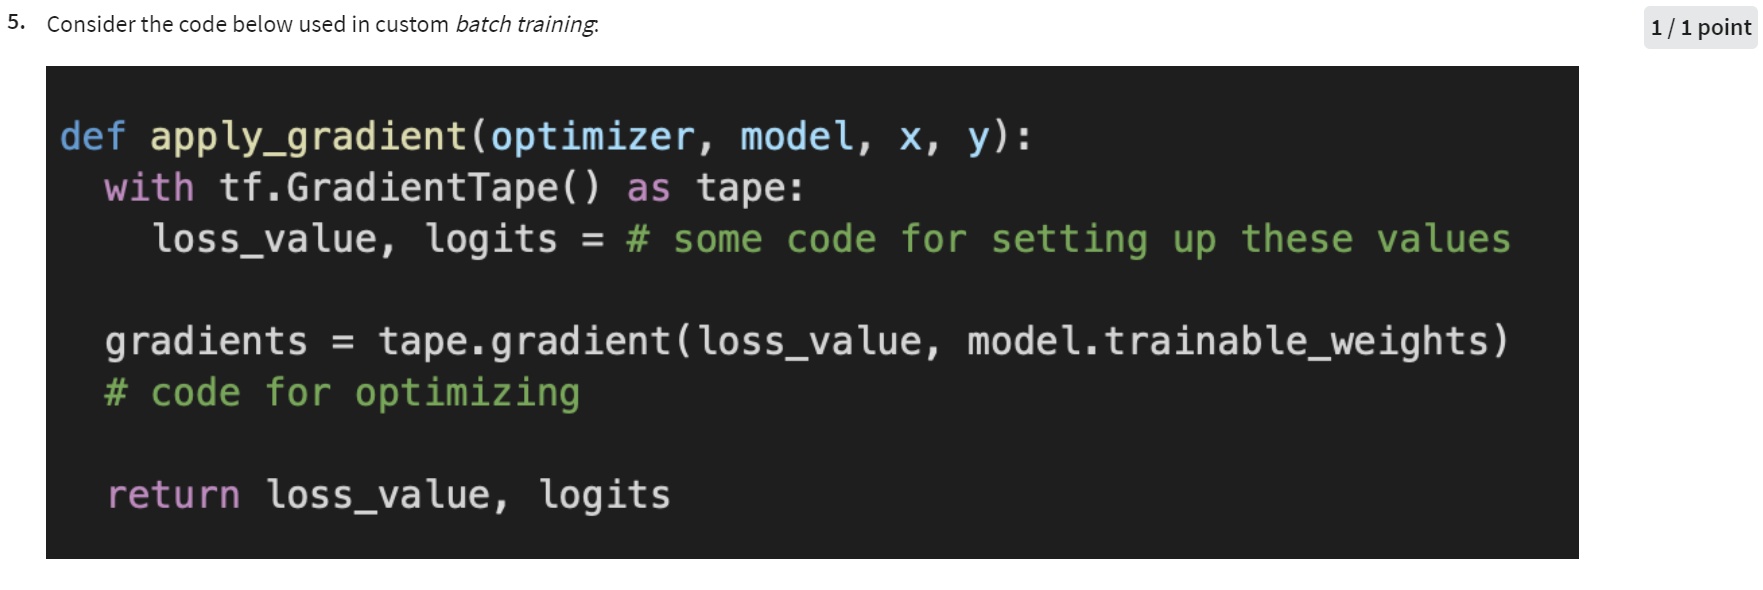 5. Consider the code below used in custom batch training:
1 / 1 point
def apply_gradient(optimizer, model, x, y):
  with tf.GradientTape() as tape:
    loss_value, logits = # some code for setting up these values

  gradients = tape.gradient(loss_value, model.trainable_weights)
  # code for optimizing

  return loss_value, logits